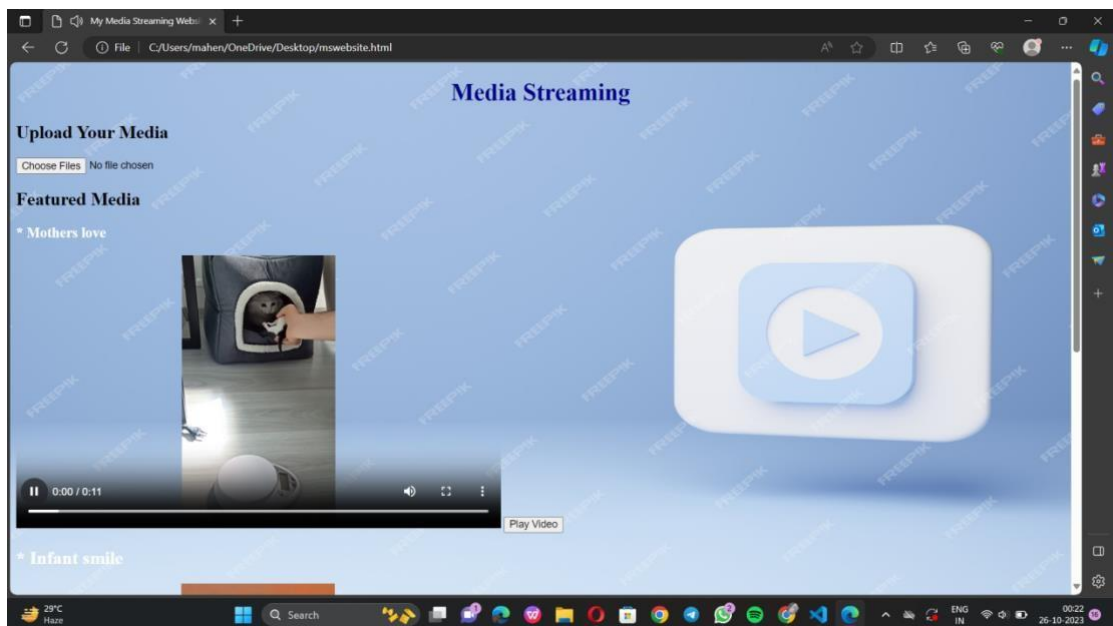 My Media Streaming Websi
File
C:/Users/mahen/OneDrive/Desktop/mswebsite.html
Media Streaming
Upload Your Media
Choose Files No file chosen
Featured Media
* Mothers love
0:00 / 0:11
Play Video
* Infant smile
FREEPIK
29°C
Haze
Search
ENG
IN
00:22
26-10-2023